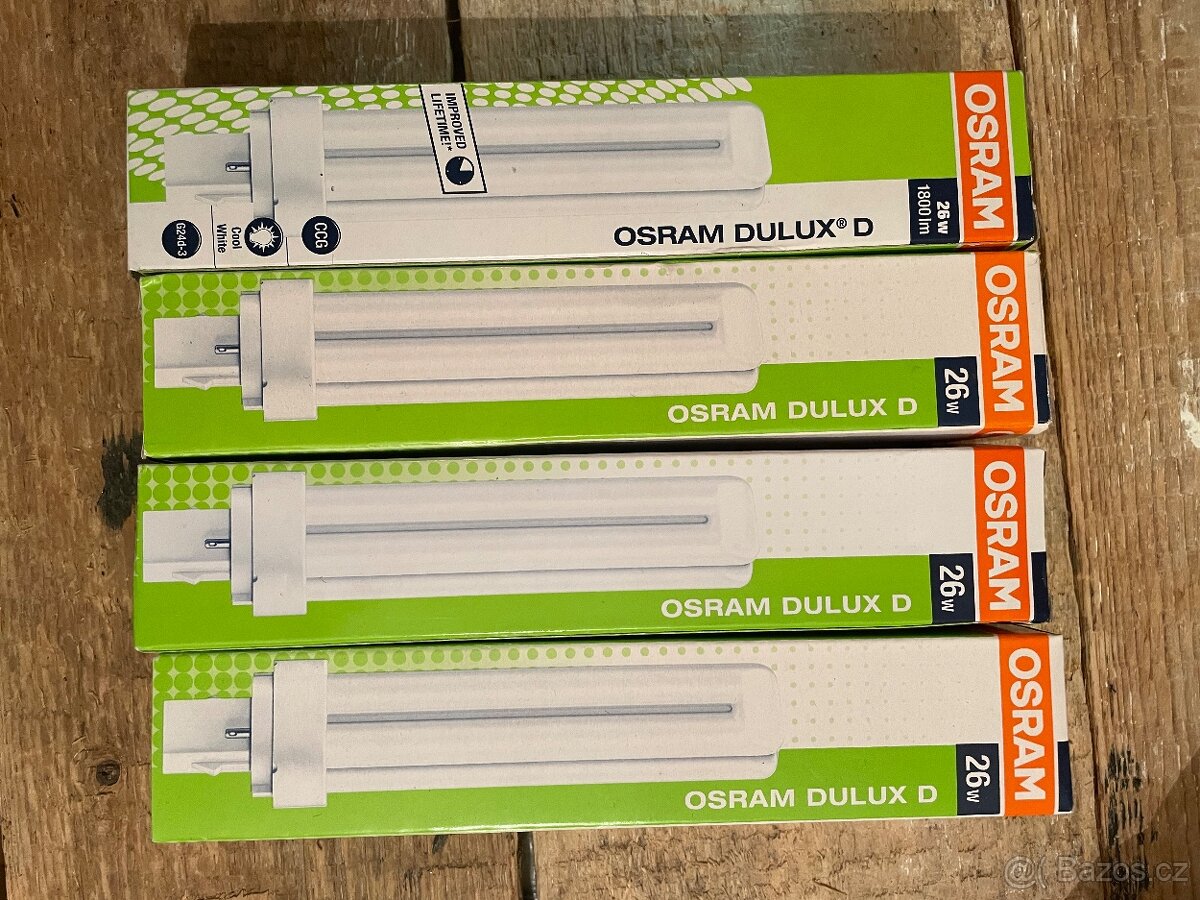 IMPROVED
LIFETIME!*
G24d-3
Cool
White
CCG
OSRAM DULUX® D
26w
1800 lm
OSRAM
OSRAM DULUX D
26w
OSRAM
OSRAM DULUX D
26w
OSRAM
OSRAM DULUX D
26w
OSRAM
@( Bazos.cz